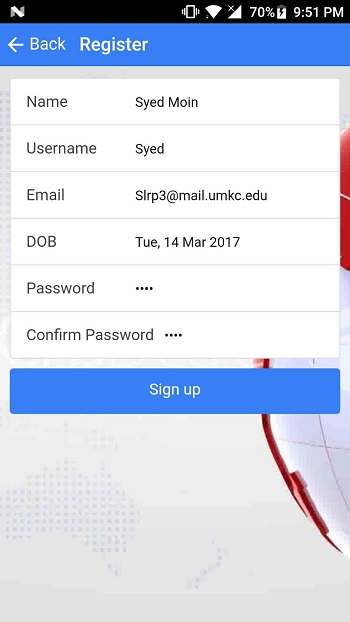 70% 9:51 PM
Back Register
Name Syed Moin
Username Syed
Email Slrp3@mail.umkc.edu
DOB Tue, 14 Mar 2017
Password ••••
Confirm Password ••••
Sign up